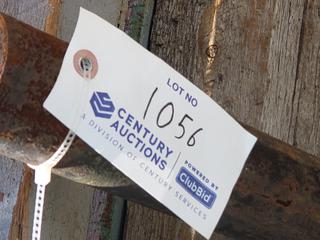 LOT NO
1056
CENTURY
AUCTIONS
A DIVISION OF CENTURY SERVICES
POWERED BY
ClubBid